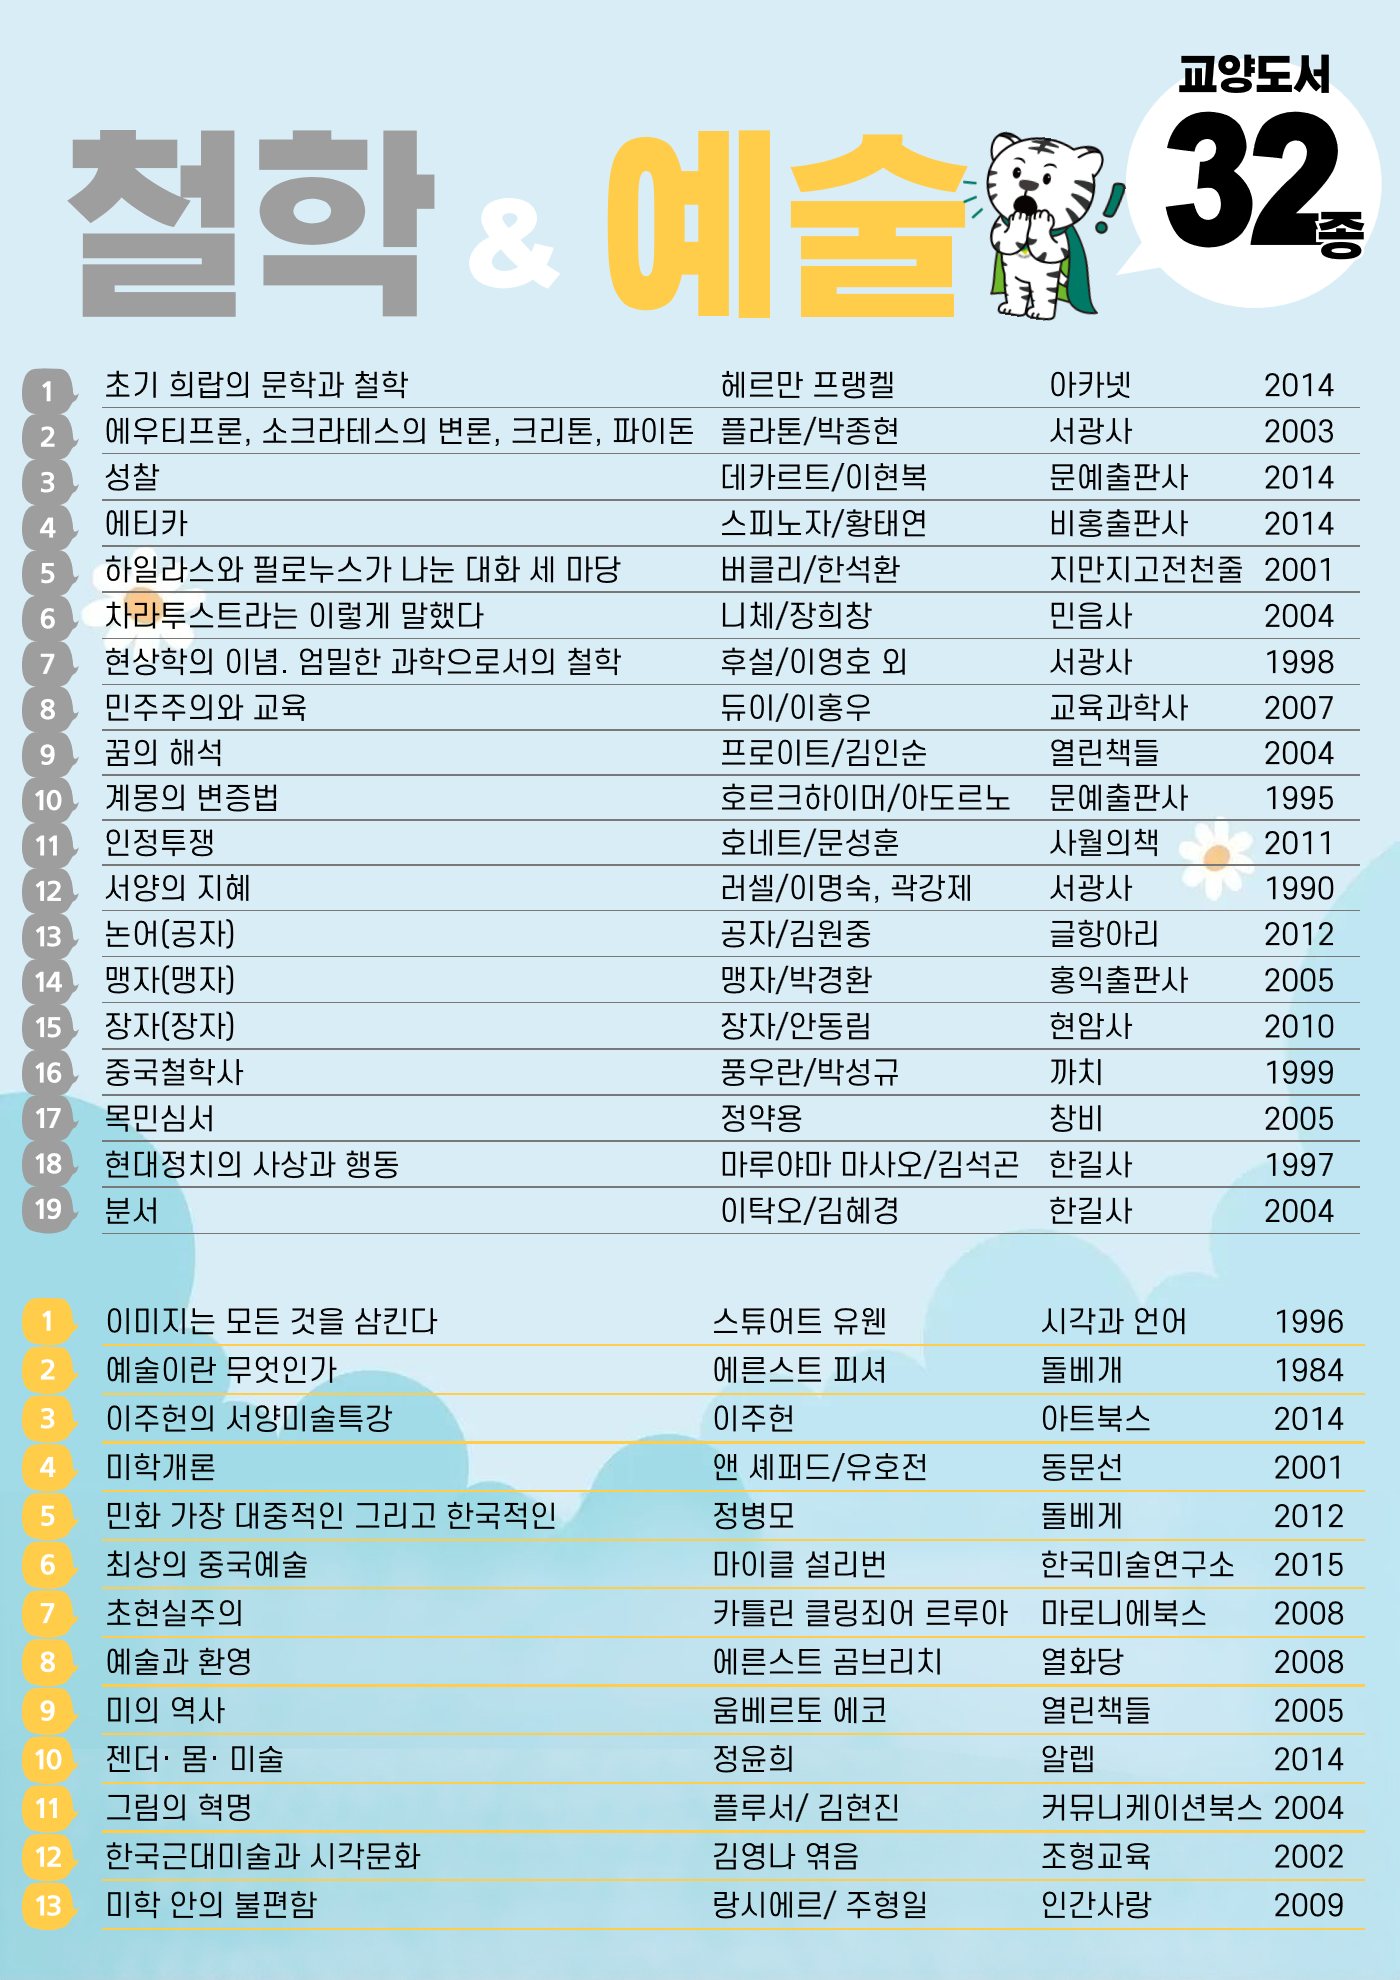 교양도서
32종
철학 & 예술
1 초기 희랍의 문학과 철학 헤르만 프랭켈 아카넷 2014
2 에우티프론, 소크라테스의 변론, 크리톤, 파이돈 플라톤/박종현 서광사 2003
3 성찰 데카르트/이현복 문예출판사 2014
4 에티카 스피노자/황태연 비홍출판사 2014
5 하일라스와 필로누스가 나눈 대화 세 마당 버클리/한석환 지만지고전천줄 2001
6 차라투스트라는 이렇게 말했다 니체/장희창 민음사 2004
7 현상학의 이념. 엄밀한 과학으로서의 철학 후설/이영호 외 서광사 1998
8 민주주의와 교육 듀이/이홍우 교육과학사 2007
9 꿈의 해석 프로이트/김인순 열린책들 2004
10 계몽의 변증법 호르크하이머/아도르노 문예출판사 1995
11 인정투쟁 호네트/문성훈 사월의책 2011
12 서양의 지혜 러셀/이명숙, 곽강제 서광사 1990
13 논어(공자) 공자/김원중 글항아리 2012
14 맹자(맹자) 맹자/박경환 홍익출판사 2005
15 장자(장자) 장자/안동림 현암사 2010
16 중국철학사 풍우란/박성규 까치 1999
17 목민심서 정약용 창비 2005
18 현대정치의 사상과 행동 마루야마 마사오/김석곤 한길사 1997
19 분서 이탁오/김혜경 한길사 2004
1 이미지는 모든 것을 삼킨다 스튜어트 유웬 시각과 언어 1996
2 예술이란 무엇인가 에른스트 피셔 돌베개 1984
3 이주헌의 서양미술특강 이주헌 아트북스 2014
4 미학개론 앤 셰퍼드/유호전 동문선 2001
5 민화 가장 대중적인 그리고 한국적인 정병모 돌베게 2012
6 최상의 중국예술 마이클 설리번 한국미술연구소 2015
7 초현실주의 카틀린 클링죄어 르루아 마로니에북스 2008
8 예술과 환영 에른스트 곰브리치 열화당 2008
9 미의 역사 움베르토 에코 열린책들 2005
10 젠더· 몸· 미술 정윤희 알렙 2014
11 그림의 혁명 플루서/ 김현진 커뮤니케이션북스 2004
12 한국근대미술과 시각문화 김영나 엮음 조형교육 2002
13 미학 안의 불편함 랑시에르/ 주형일 인간사랑 2009